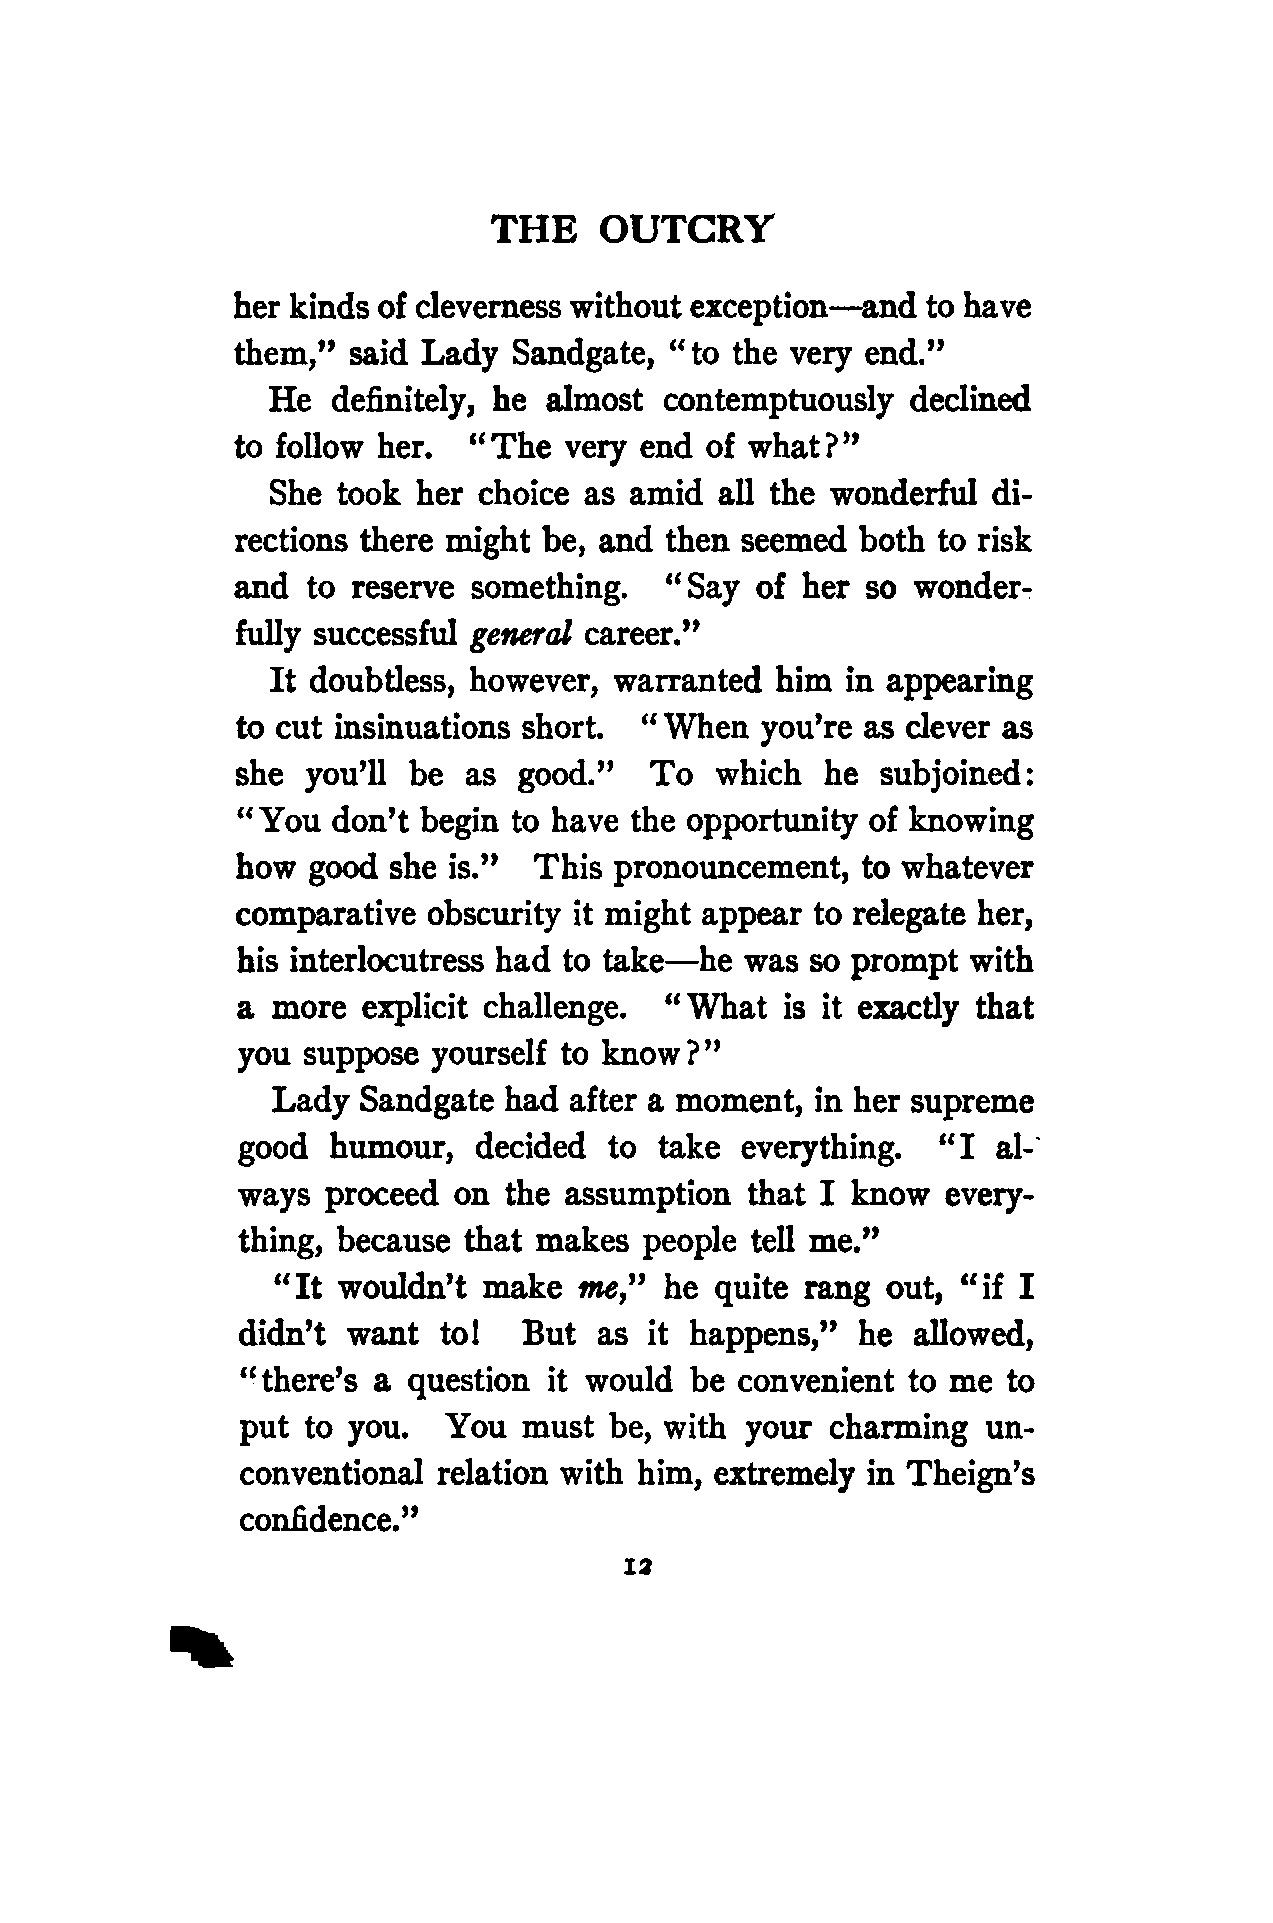 THE OUTCRY
her kinds of cleverness without exception—and to have
them,” said Lady Sandgate, “to the very end.”
He definitely, he almost contemptuously declined
to follow her. “The very end of what?”
She took her choice as amid all the wonderful di-
rections there might be, and then seemed both to risk
and to reserve something. “Say of her so wonder-
fully successful general career.”
It doubtless, however, warranted him in appearing
to cut insinuations short. “When you’re as clever as
she you’ll be as good.” To which he subjoined:
“You don’t begin to have the opportunity of knowing
how good she is.” This pronouncement, to whatever
comparative obscurity it might appear to relegate her,
his interlocutress had to take—he was so prompt with
a more explicit challenge. “What is it exactly that
you suppose yourself to know?”
Lady Sandgate had after a moment, in her supreme
good humour, decided to take everything. “I al-
ways proceed on the assumption that I know every-
thing, because that makes people tell me.”
“It wouldn’t make me,” he quite rang out, “if I
didn’t want to! But as it happens,” he allowed,
“there’s a question it would be convenient to me to
put to you. You must be, with your charming un-
conventional relation with him, extremely in Theign’s
confidence.”
12